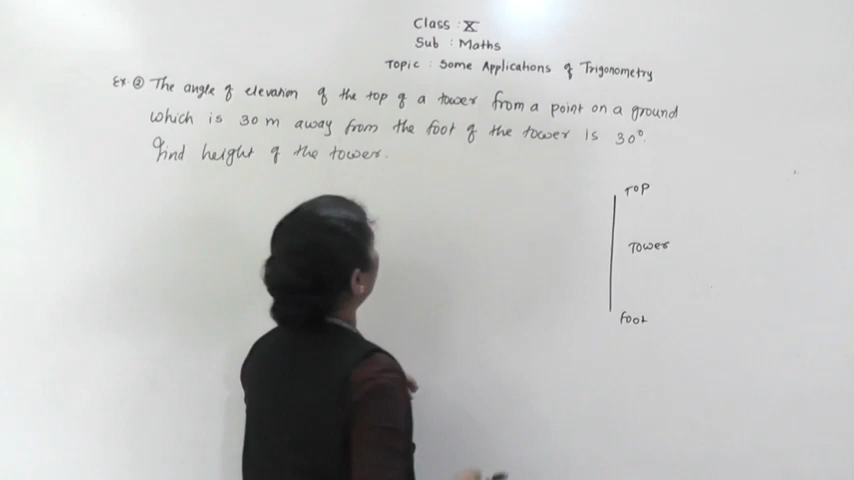 Class : X
Sub : Maths
Topic : Some Applications of Trigonometry
Ex ② The angle of elevation of the top of a tower from a point on a ground
which is 30 m away from the foot of the tower is 30°.
find height of the tower.
TOP
Tower
foot